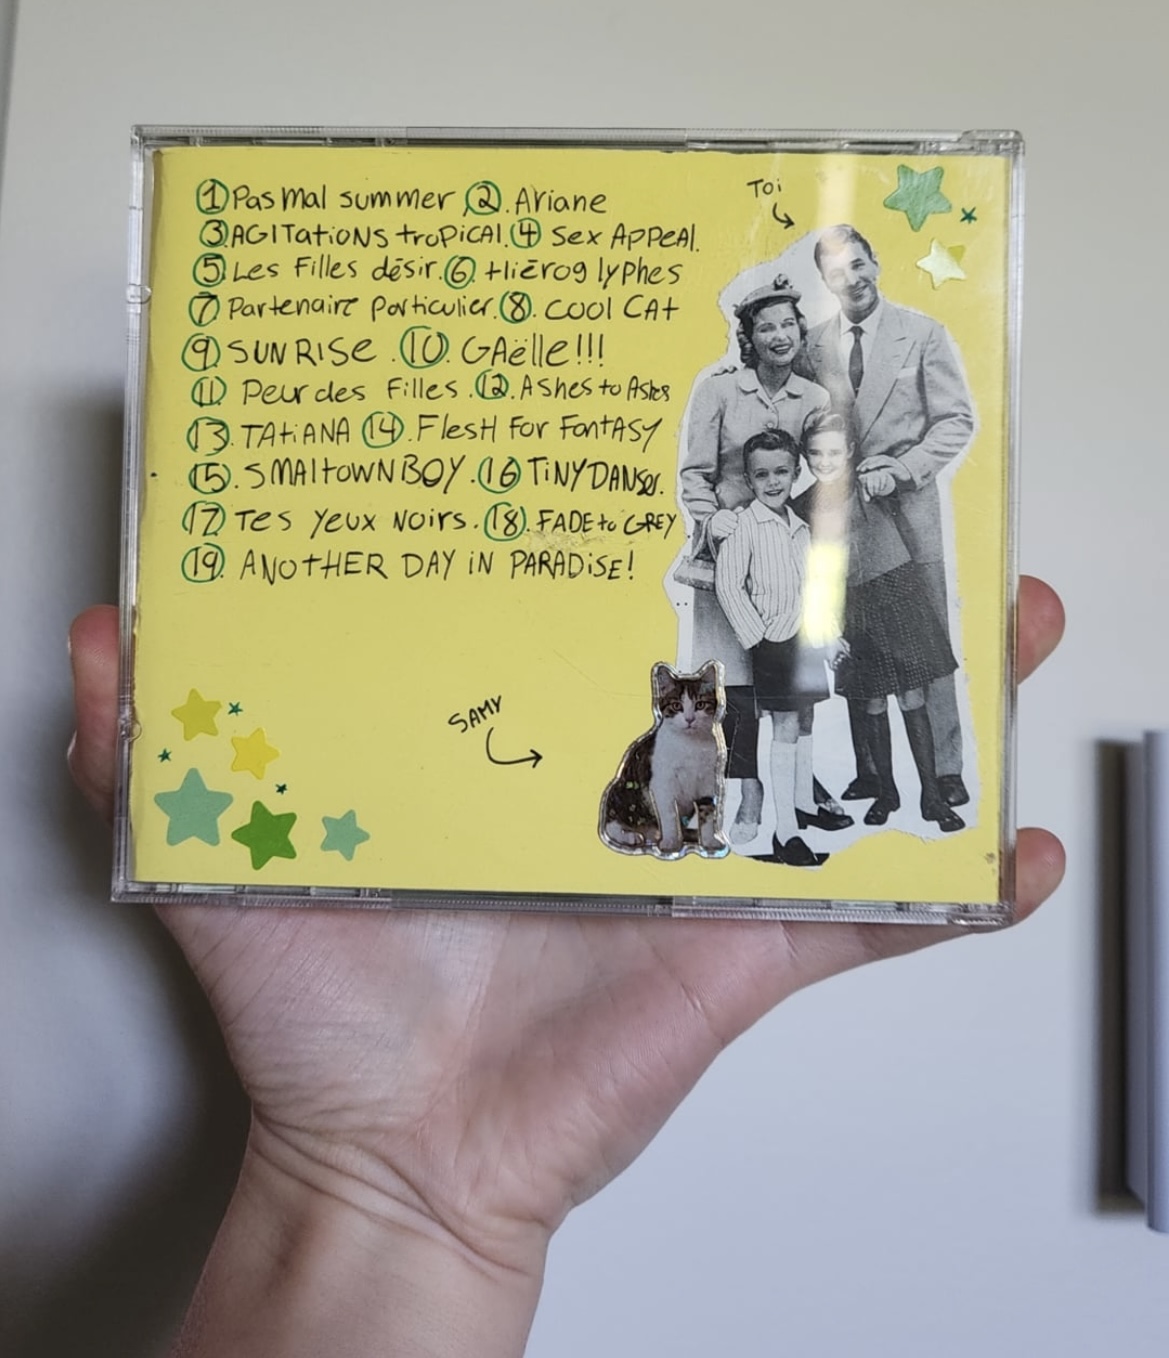 Toi
1 Pas mal summer 2. Ariane
3 AGITATIONS TROPICAL. 4 Sex APPeAL.
5 Les Filles désir. 6. Hiéroglyphes
7 Partenaire particulier. 8. COOL CAt
9 SUNRISE. 10. GAëlle!!!
11 Peur des Filles. 12. Ashes to Ashes
13. TAtiANA 14. FlesH For FantASY
15. SMAltOWN BOY. 16 TiNY DANser.
17 Tes Yeux Noirs. 18. FADE to GREY
19. ANOTHER DAY iN PARADiSE!
SAMY